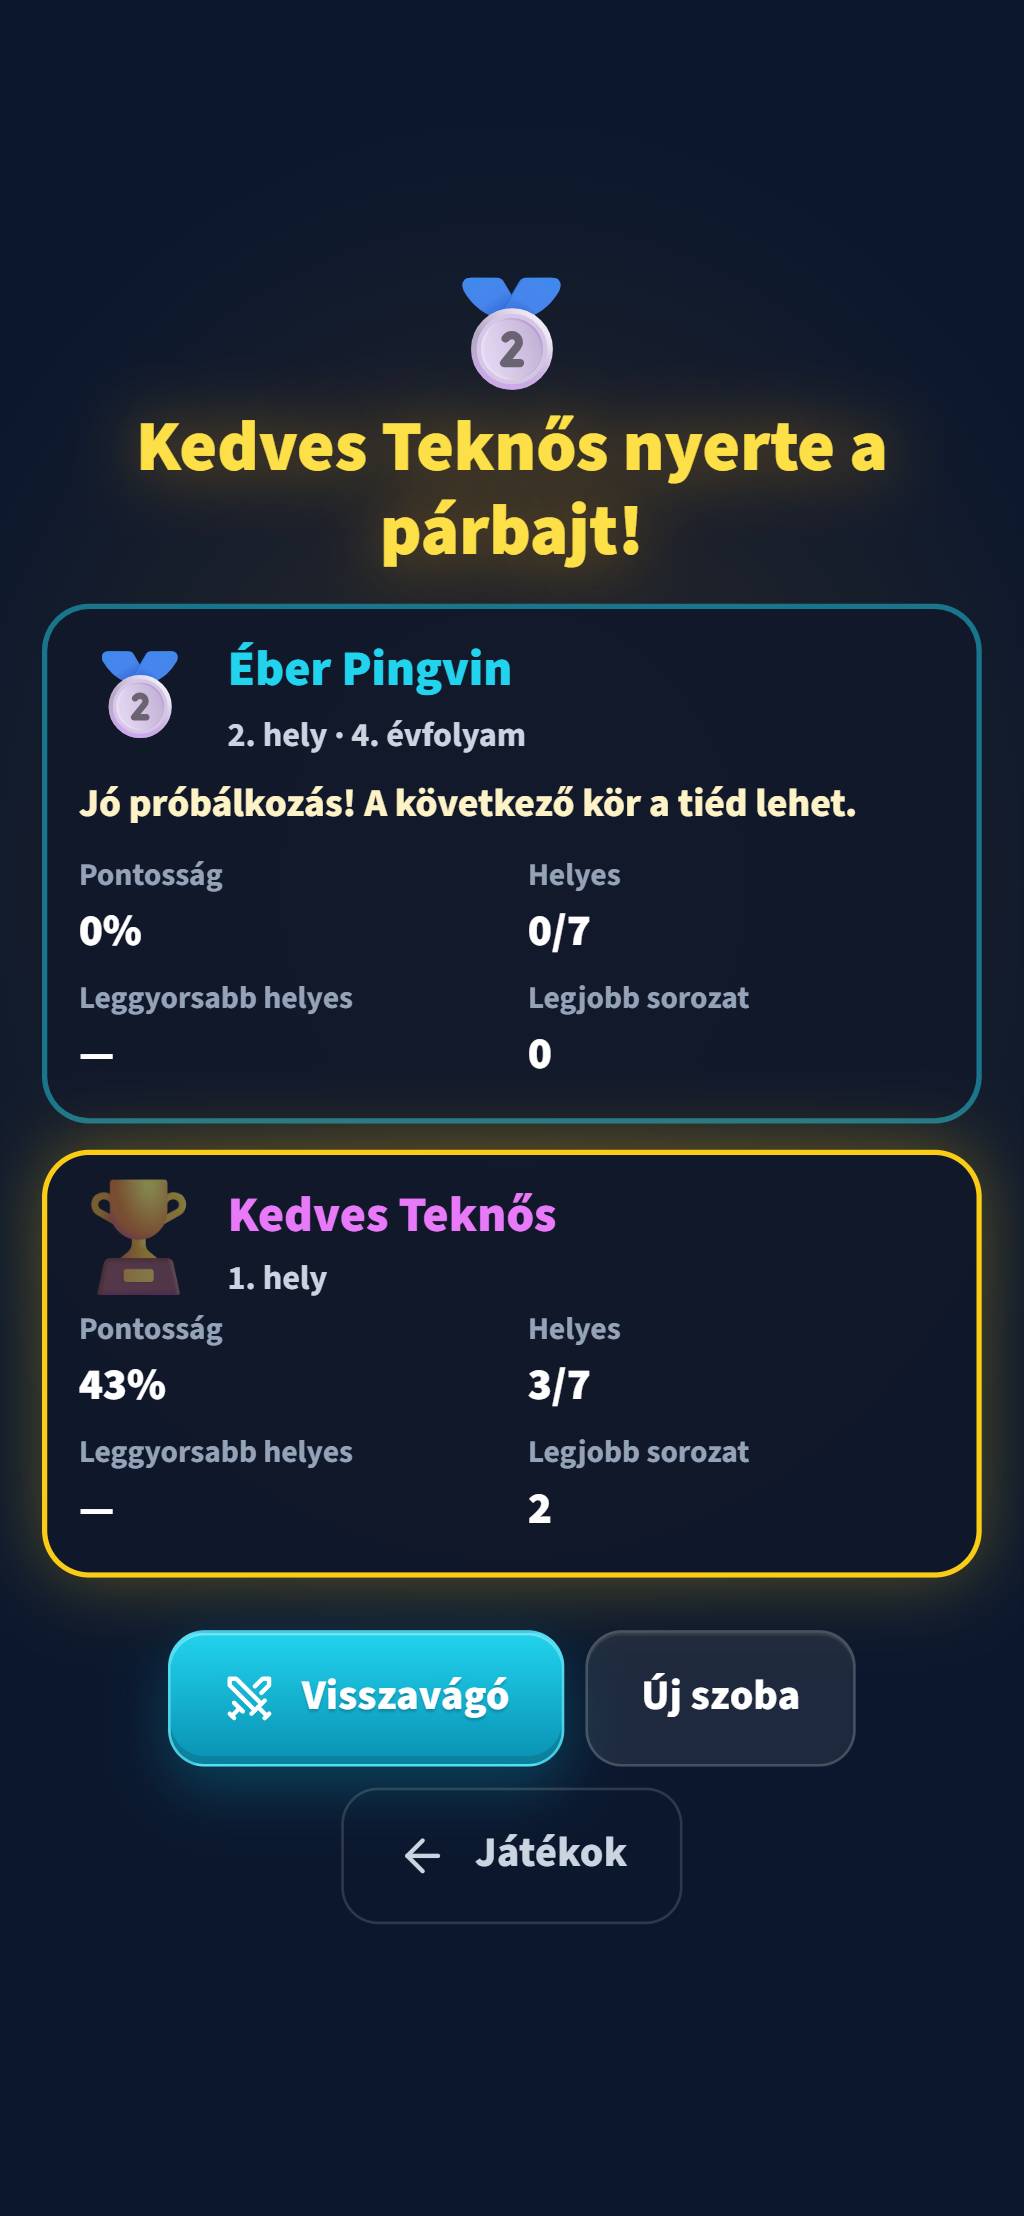 2
Kedves Teknős nyerte a
párbajt!
2
Éber Pingvin
2. hely · 4. évfolyam
Jó próbálkozás! A következő kör a tiéd lehet.
Pontosság Helyes
0% 0/7
Leggyorsabb helyes Legjobb sorozat
— 0
Kedves Teknős
1. hely
Pontosság Helyes
43% 3/7
Leggyorsabb helyes Legjobb sorozat
— 2
Visszavágó Új szoba
Játékok